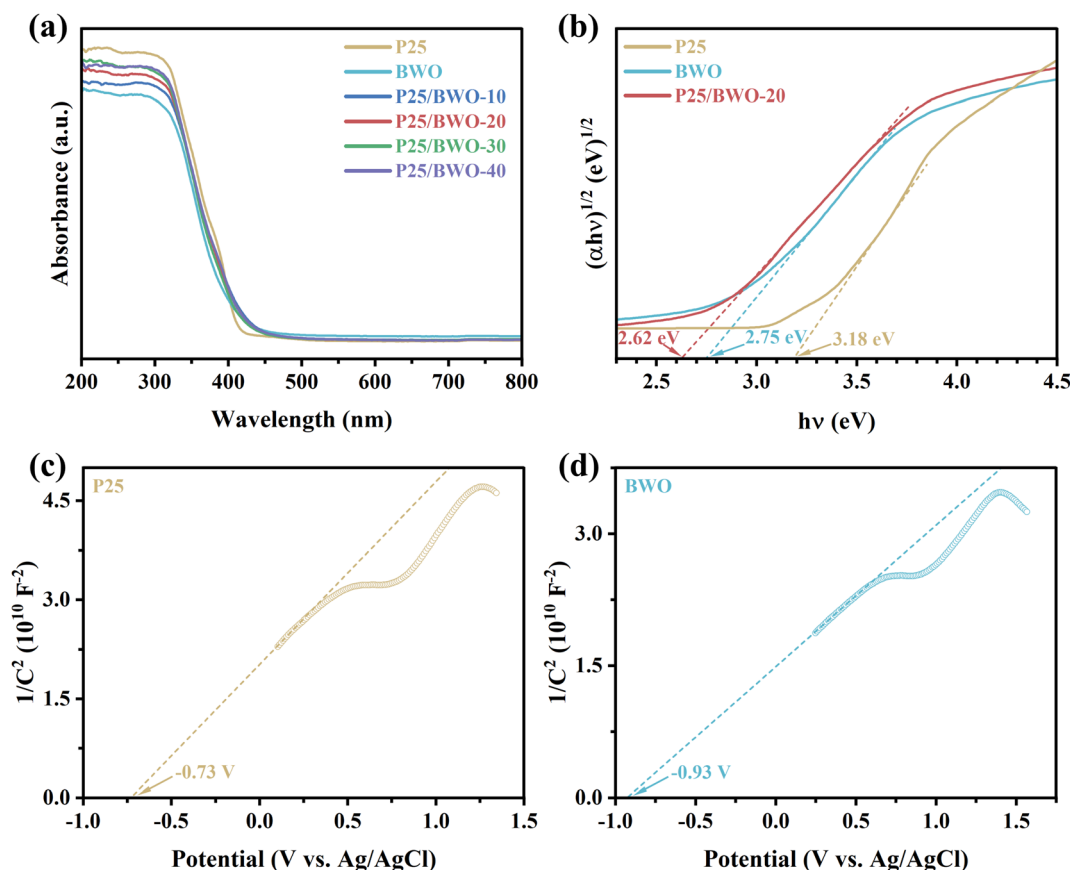 (a)
P25
BWO
P25/BWO-10
P25/BWO-20
P25/BWO-30
P25/BWO-40
Absorbance (a.u.)
200 300 400 500 600 700 800
Wavelength (nm)
(b)
P25
BWO
P25/BWO-20
(αhν)^1/2 (eV)^1/2
2.62 eV
2.75 eV
3.18 eV
2.5 3.0 3.5 4.0 4.5
hν (eV)
(c)
P25
1/C² (10¹⁰ F⁻²)
4.5
3.0
1.5
0.0
-0.73 V
-1.0 -0.5 0.0 0.5 1.0 1.5
Potential (V vs. Ag/AgCl)
(d)
BWO
1/C² (10¹⁰ F⁻²)
3.0
1.5
0.0
-0.93 V
-1.0 -0.5 0.0 0.5 1.0 1.5
Potential (V vs. Ag/AgCl)